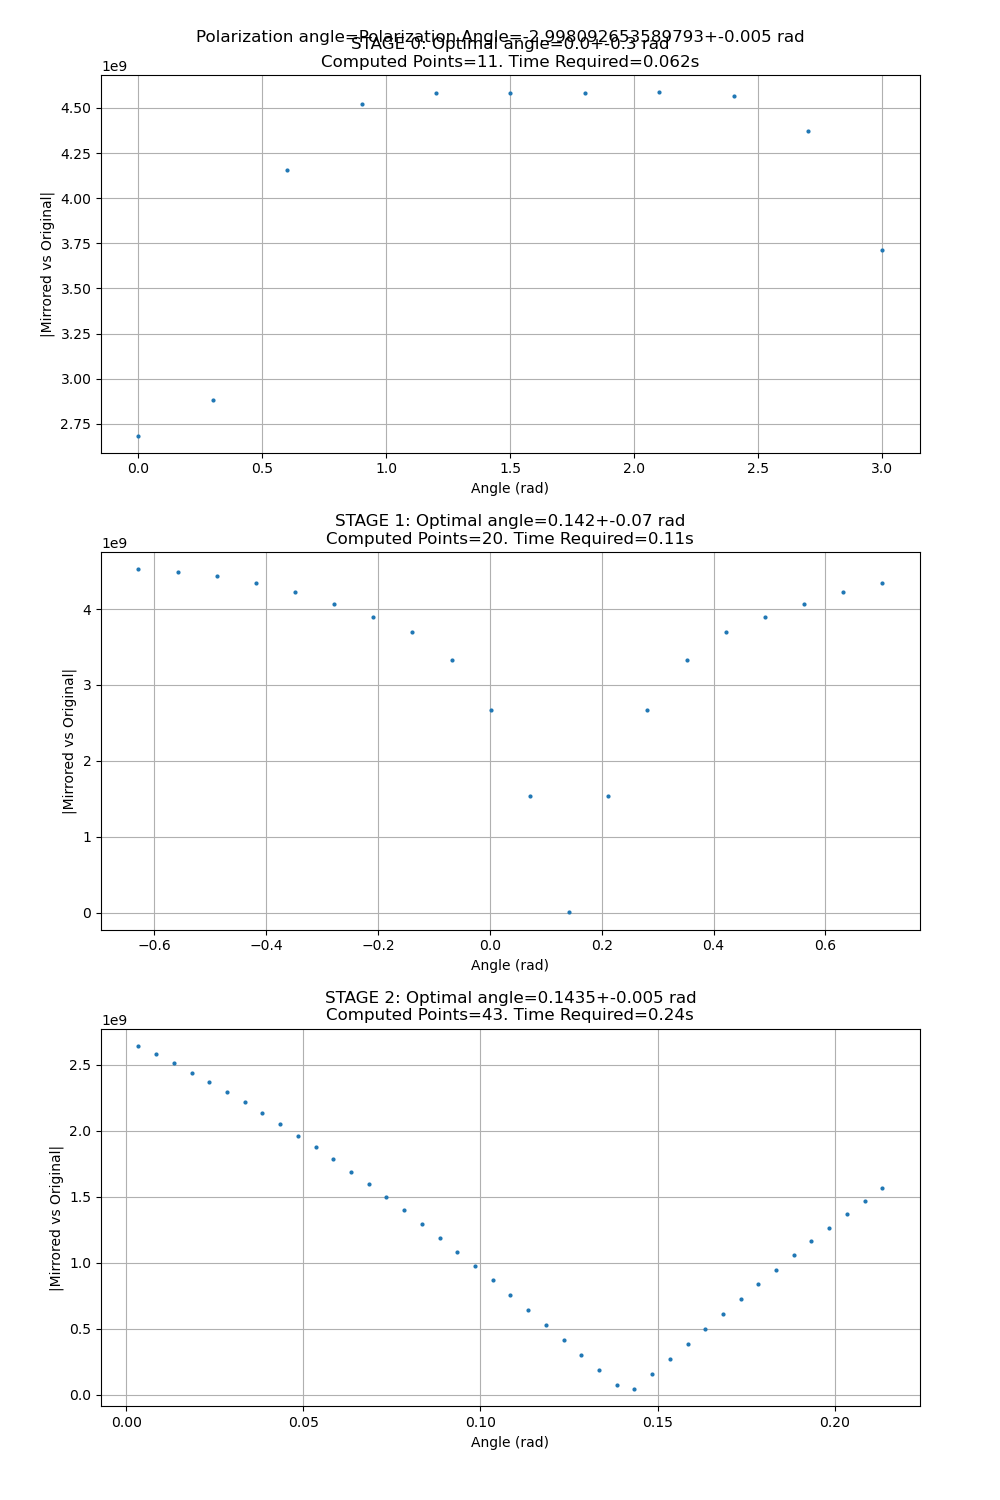 Polarization angle=Polarization Angle=-2.998092653589793+-0.005 rad
STAGE 0: Optimal angle=0.0+-0.3 rad
Computed Points=11. Time Required=0.062s
1e9
4.50
4.25
4.00
3.75
3.50
3.25
3.00
2.75
|Mirrored vs Original|
0.0 0.5 1.0 1.5 2.0 2.5 3.0
Angle (rad)
STAGE 1: Optimal angle=0.142+-0.07 rad
Computed Points=20. Time Required=0.11s
1e9
4
3
2
1
0
|Mirrored vs Original|
−0.6 −0.4 −0.2 0.0 0.2 0.4 0.6
Angle (rad)
STAGE 2: Optimal angle=0.1435+-0.005 rad
Computed Points=43. Time Required=0.24s
1e9
2.5
2.0
1.5
1.0
0.5
0.0
|Mirrored vs Original|
0.00 0.05 0.10 0.15 0.20
Angle (rad)